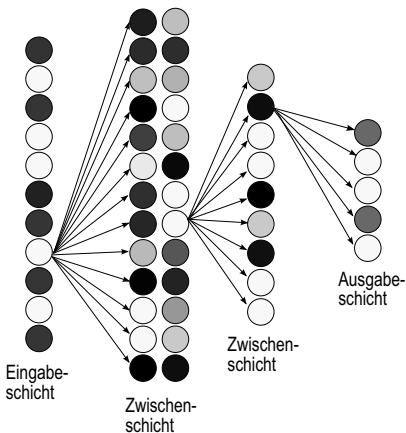 Eingabe-
schicht
Zwischen-
schicht
Zwischen-
schicht
Ausgabe-
schicht